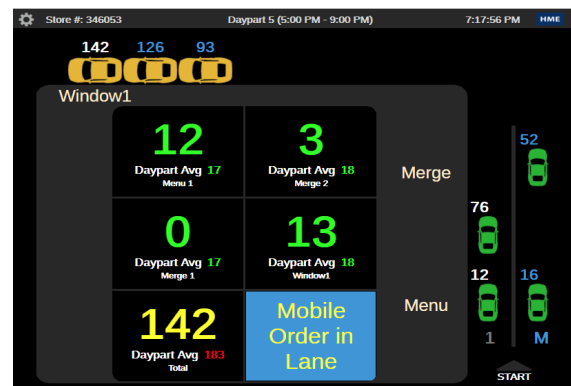 Store #: 346053 Daypart 5 (5:00 PM - 9:00 PM) 7:17:56 PM HME
142 126 93
Window1
12
Daypart Avg 17
Menu 1
3
Daypart Avg 18
Merge 2
0
Daypart Avg 17
Merge 1
13
Daypart Avg 18
Window1
142
Daypart Avg 183
Total
Mobile
Order in
Lane
52
Merge
76
12 16
Menu
1 M
START